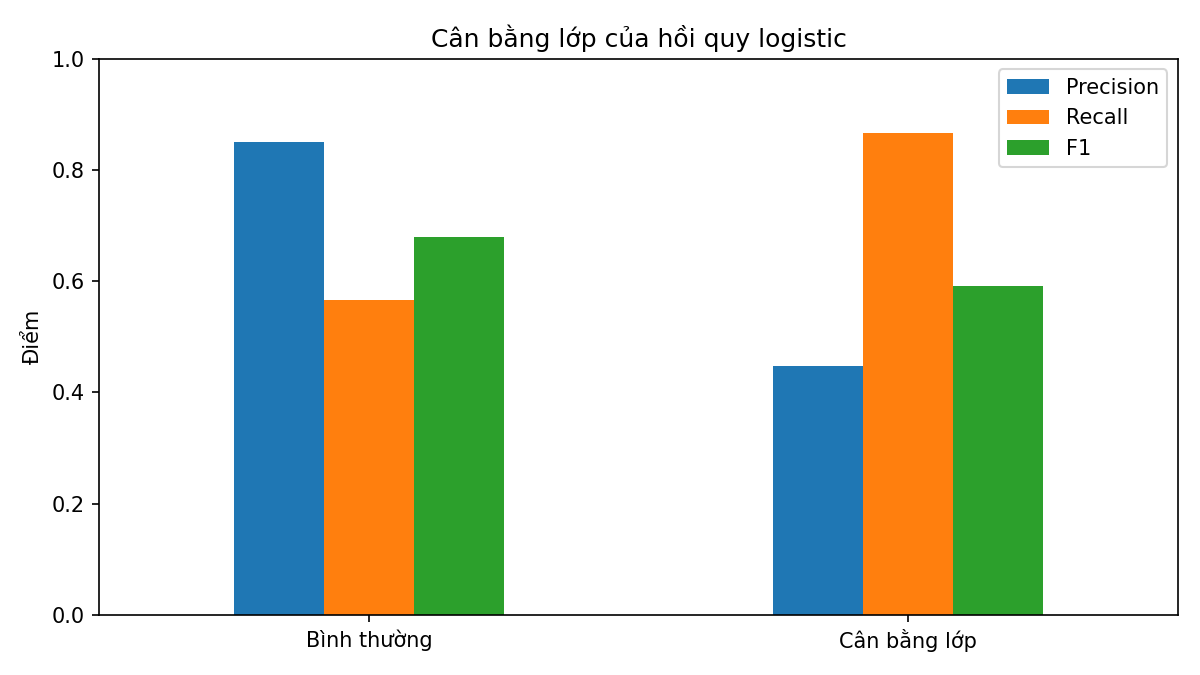 Cân bằng lớp của hồi quy logistic
1.0
0.8
0.6
0.4
0.2
0.0
Điểm
Precision
Recall
F1
Bình thường
Cân bằng lớp